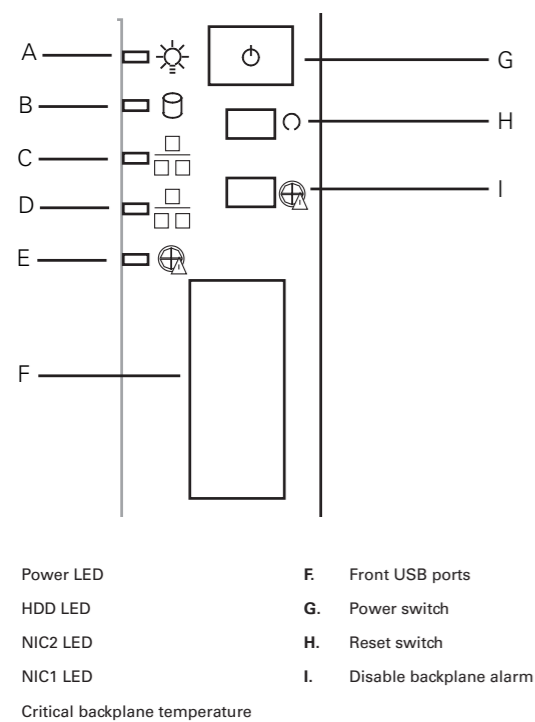 A
B
C
D
E
F
G
H
I
Power LED
HDD LED
NIC2 LED
NIC1 LED
Critical backplane temperature
F. Front USB ports
G. Power switch
H. Reset switch
I. Disable backplane alarm